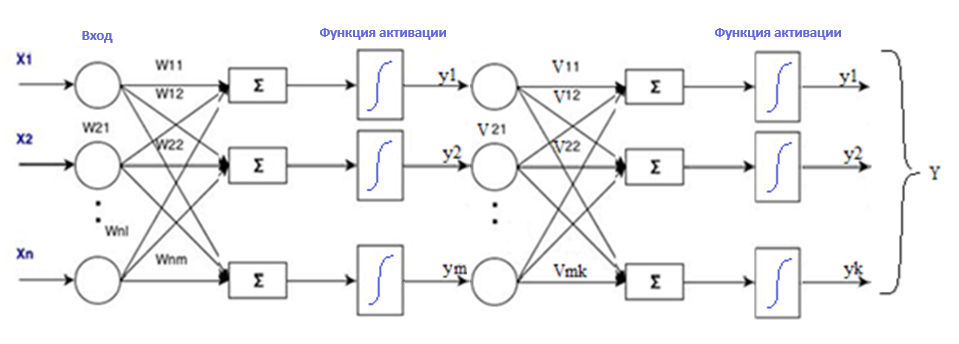 Вход
Функция активации
Функция активации
X1
W11
Σ
y1
V11
Σ
y1
W12
V12
W21
V21
X2
W22
Σ
y2
V22
Σ
y2
Y
Wnl
Xn
Wnm
Σ
ym
Vmk
Σ
yk